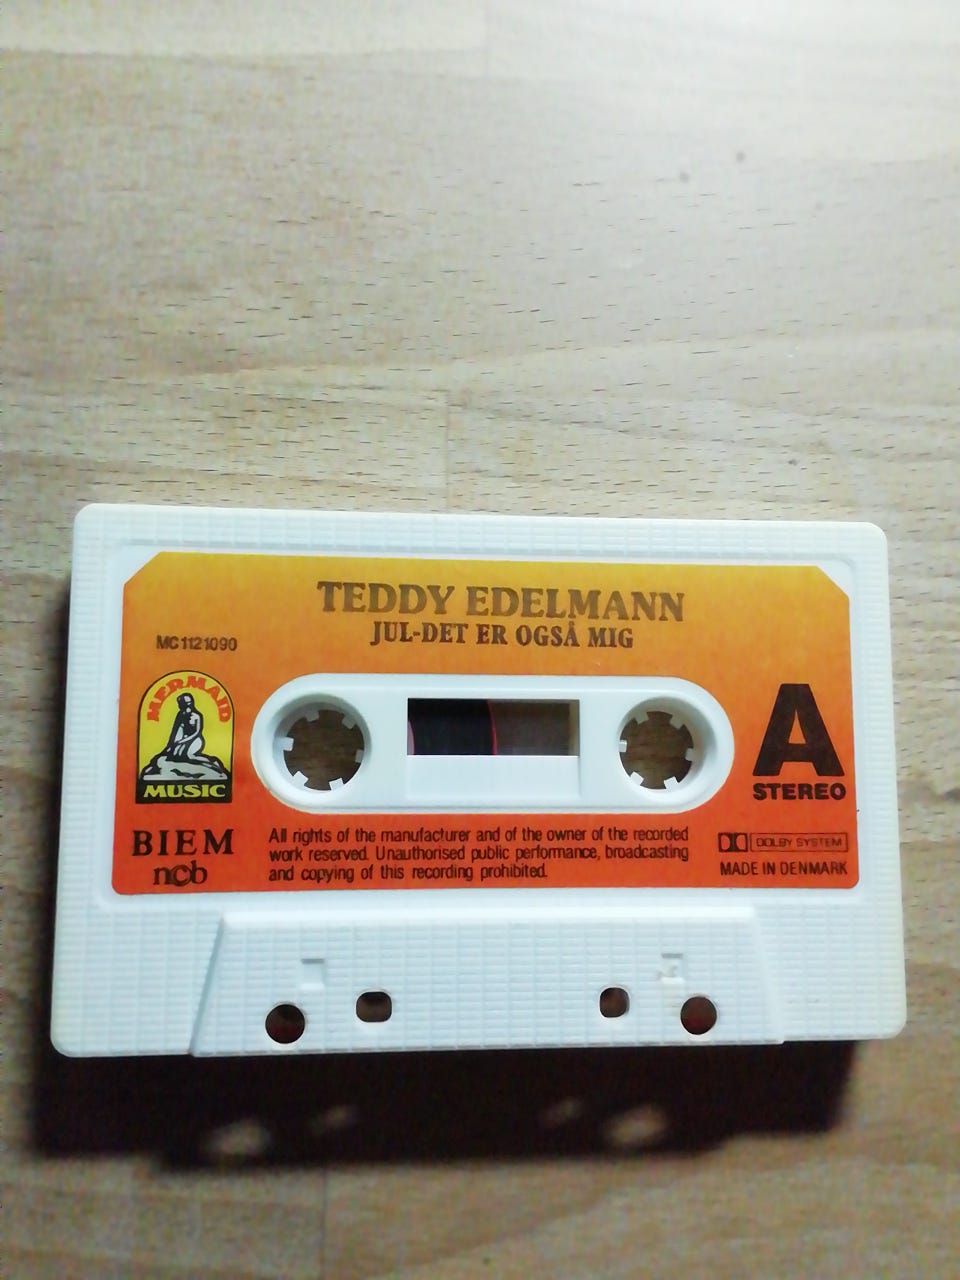 TEDDY EDELMANN
JUL-DET ER OGSÅ MIG
MC1121090
MERMAID
MUSIC
A
STEREO
BIEM
ncb
All rights of the manufacturer and of the owner of the recorded
work reserved. Unauthorised public performance, broadcasting
and copying of this recording prohibited.
DOLBY SYSTEM
MADE IN DENMARK